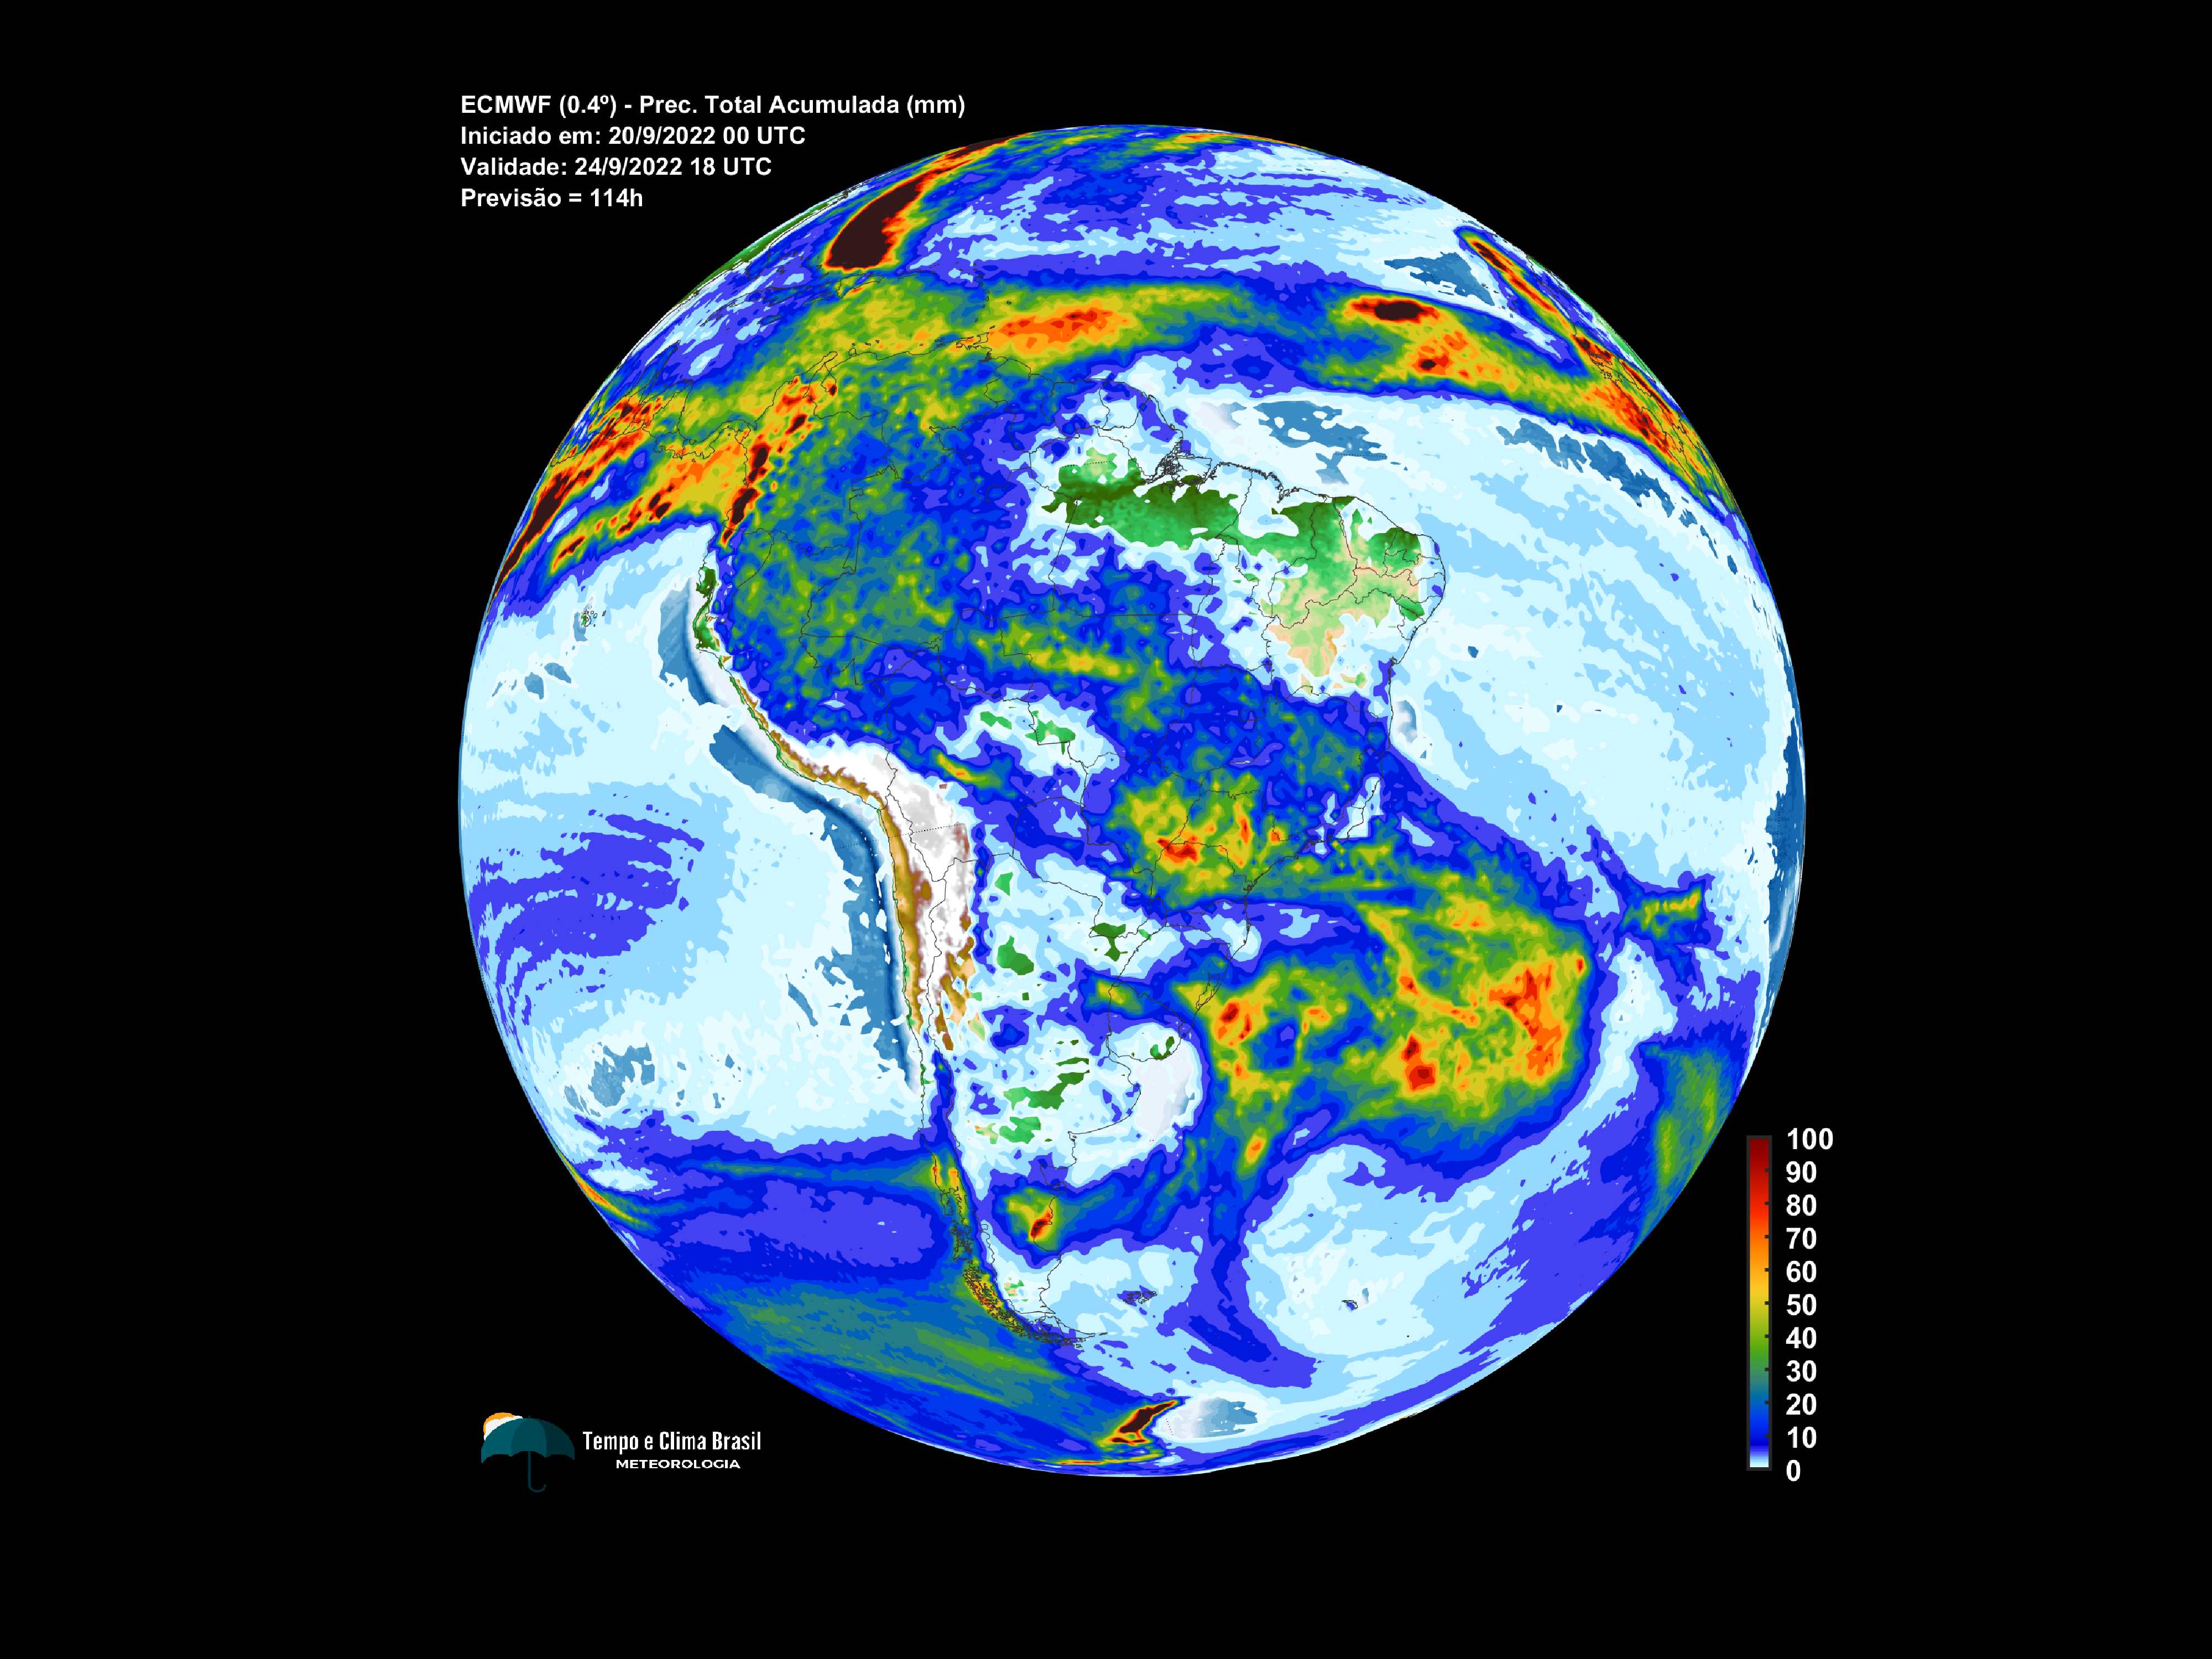 ECMWF (0.4º) - Prec. Total Acumulada (mm)
Iniciado em: 20/9/2022 00 UTC
Validade: 24/9/2022 18 UTC
Previsão = 114h
100
90
80
70
60
50
40
30
20
10
0
Tempo e Clima Brasil
METEOROLOGIA